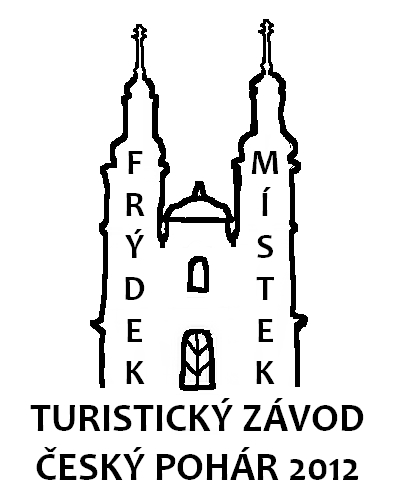 FRÝDEK
MÍSTEK
TURISTICKÝ ZÁVOD
ČESKÝ POHÁR 2012